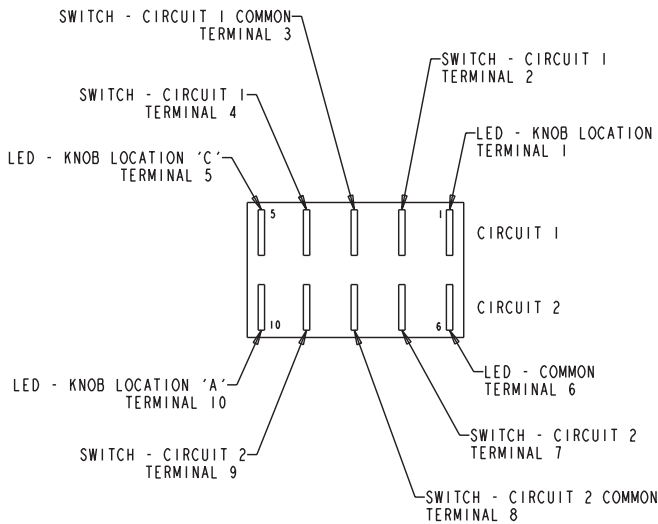 SWITCH - CIRCUIT 1 COMMON
TERMINAL 3
SWITCH - CIRCUIT 1
TERMINAL 2
SWITCH - CIRCUIT 1
TERMINAL 4
LED - KNOB LOCATION
TERMINAL 1
LED - KNOB LOCATION 'C'
TERMINAL 5
5
1
CIRCUIT 1
CIRCUIT 2
10
6
LED - KNOB LOCATION 'A'
TERMINAL 10
LED - COMMON
TERMINAL 6
SWITCH - CIRCUIT 2
TERMINAL 7
SWITCH - CIRCUIT 2
TERMINAL 9
SWITCH - CIRCUIT 2 COMMON
TERMINAL 8